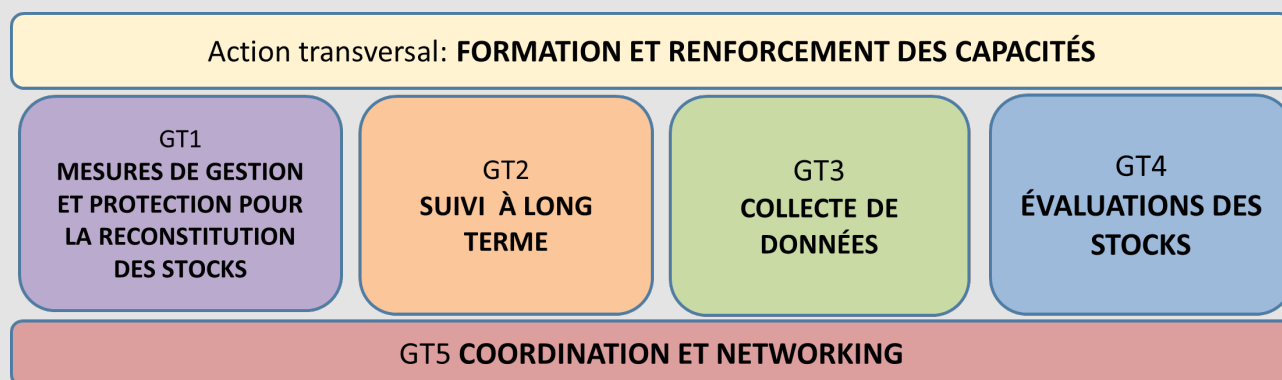 Action transversal: FORMATION ET RENFORCEMENT DES CAPACITÉS
GT1
MESURES DE GESTION
ET PROTECTION POUR
LA RECONSTITUTION
DES STOCKS
GT2
SUIVI À LONG
TERME
GT3
COLLECTE DE
DONNÉES
GT4
ÉVALUATIONS DES
STOCKS
GT5 COORDINATION ET NETWORKING